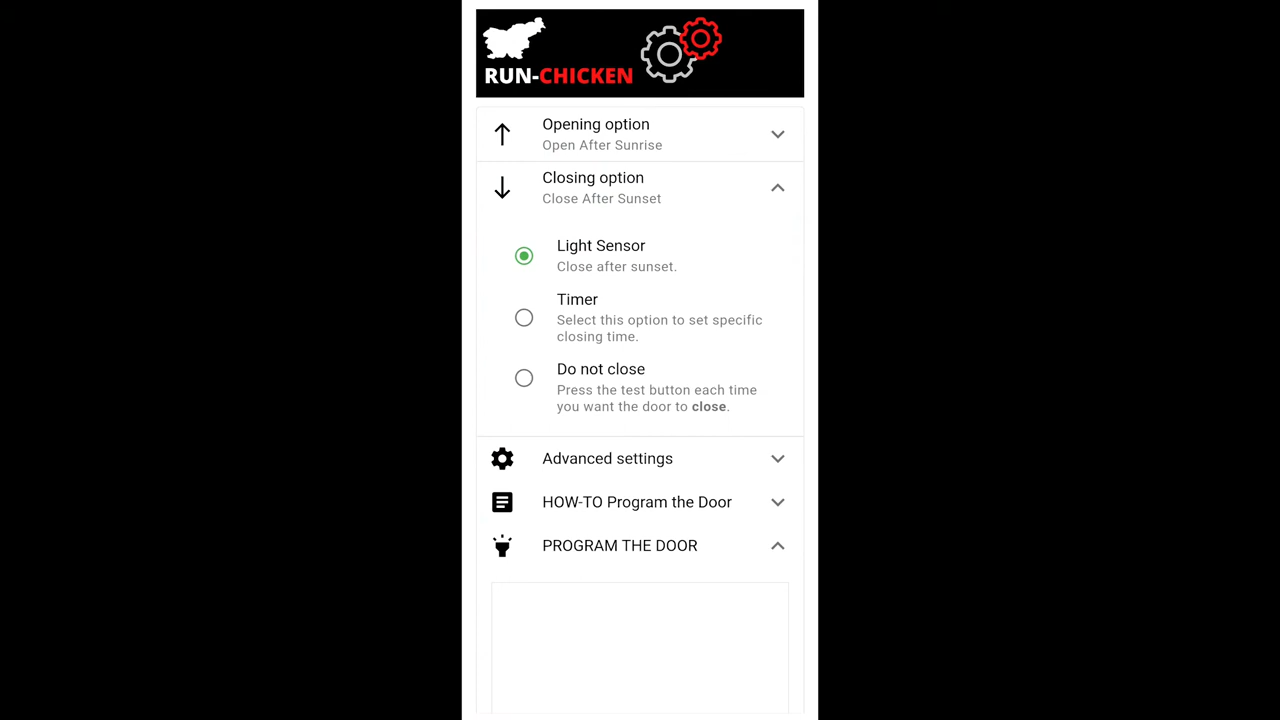 RUN-CHICKEN
Opening option
Open After Sunrise
Closing option
Close After Sunset
Light Sensor
Close after sunset.
Timer
Select this option to set specific
closing time.
Do not close
Press the test button each time
you want the door to close.
Advanced settings
HOW-TO Program the Door
PROGRAM THE DOOR